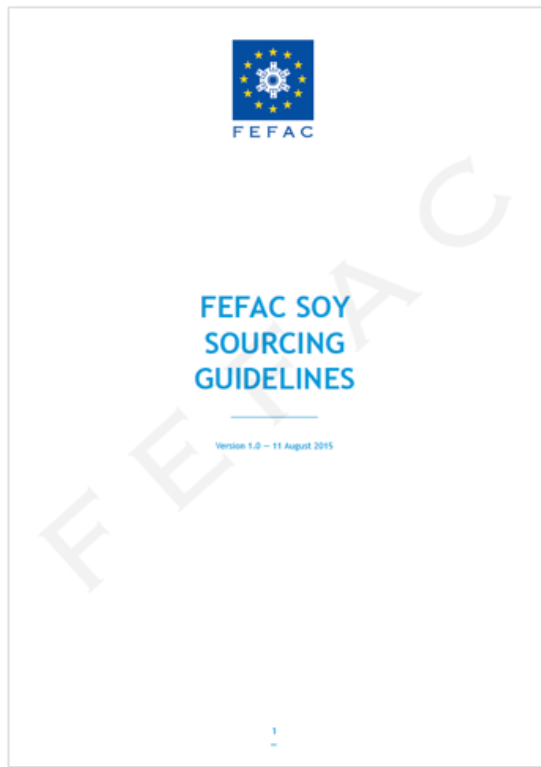 FEFAC
FEFAC SOY
SOURCING
GUIDELINES
Version 1.0 — 11 August 2015
FEFAC
1